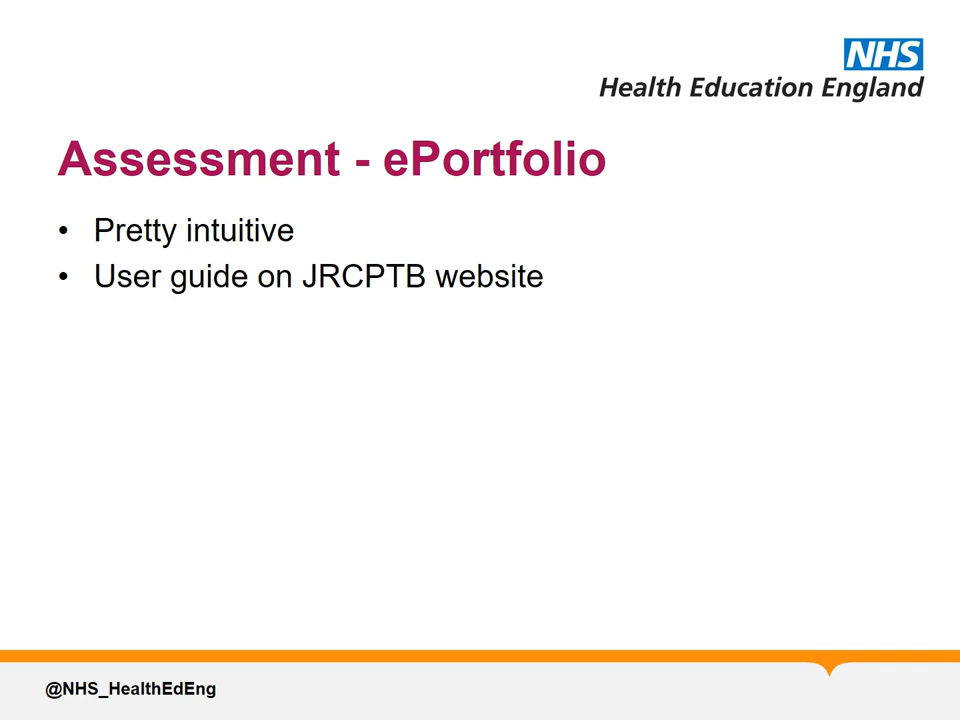 NHS
Health Education England
Assessment - ePortfolio
• Pretty intuitive
• User guide on JRCPTB website
@NHS_HealthEdEng